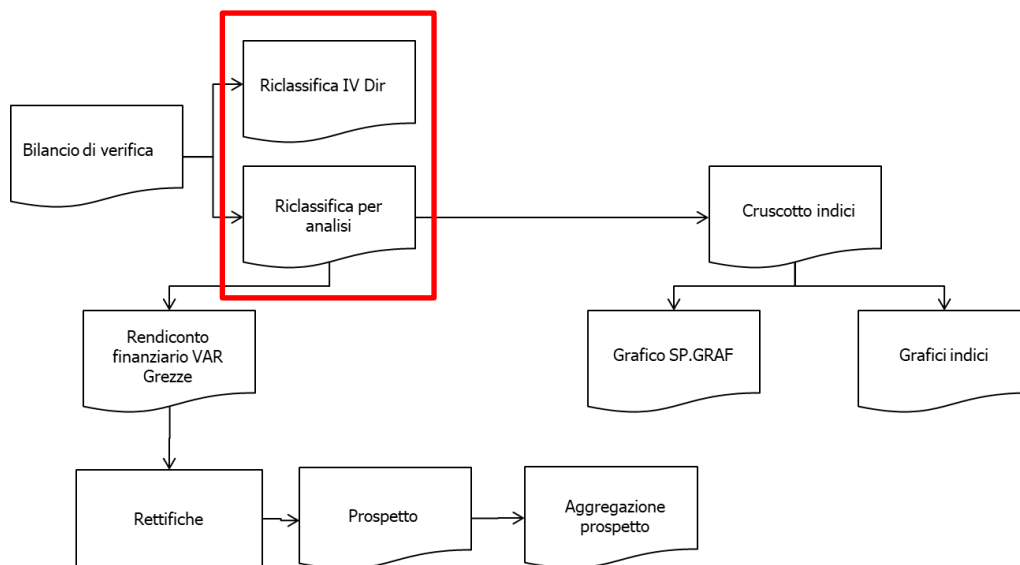 Riclassifica IV Dir
Bilancio di verifica
Riclassifica per
analisi
Cruscotto indici
Rendiconto
finanziario VAR
Grezze
Grafico SP.GRAF
Grafici indici
Rettifiche
Prospetto
Aggregazione
prospetto